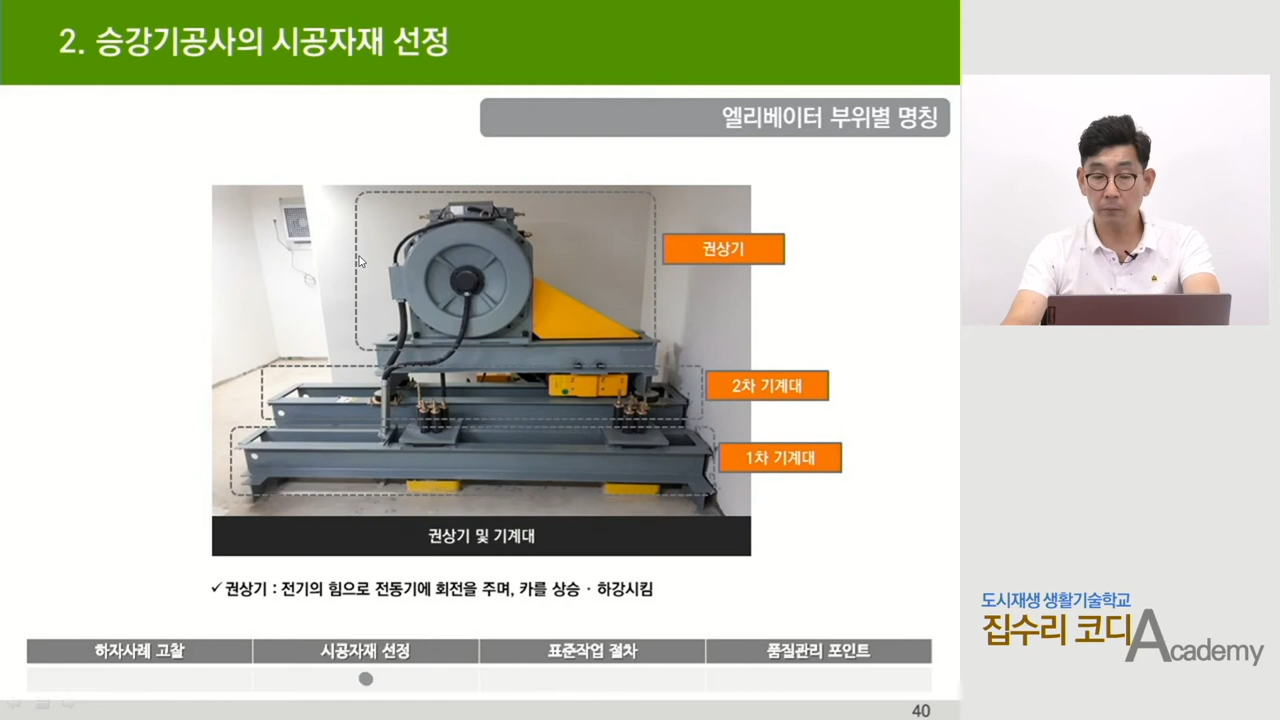 2. 승강기공사의 시공자재 선정
엘리베이터 부위별 명칭
권상기
2차 기계대
1차 기계대
권상기 및 기계대
✓권상기 : 전기의 힘으로 전동기에 회전을 주며, 카를 상승 · 하강시킴
하자사례 고찰
시공자재 선정
표준작업 절차
품질관리 포인트
40
도시재생 생활기술학교
집수리 코디Academy